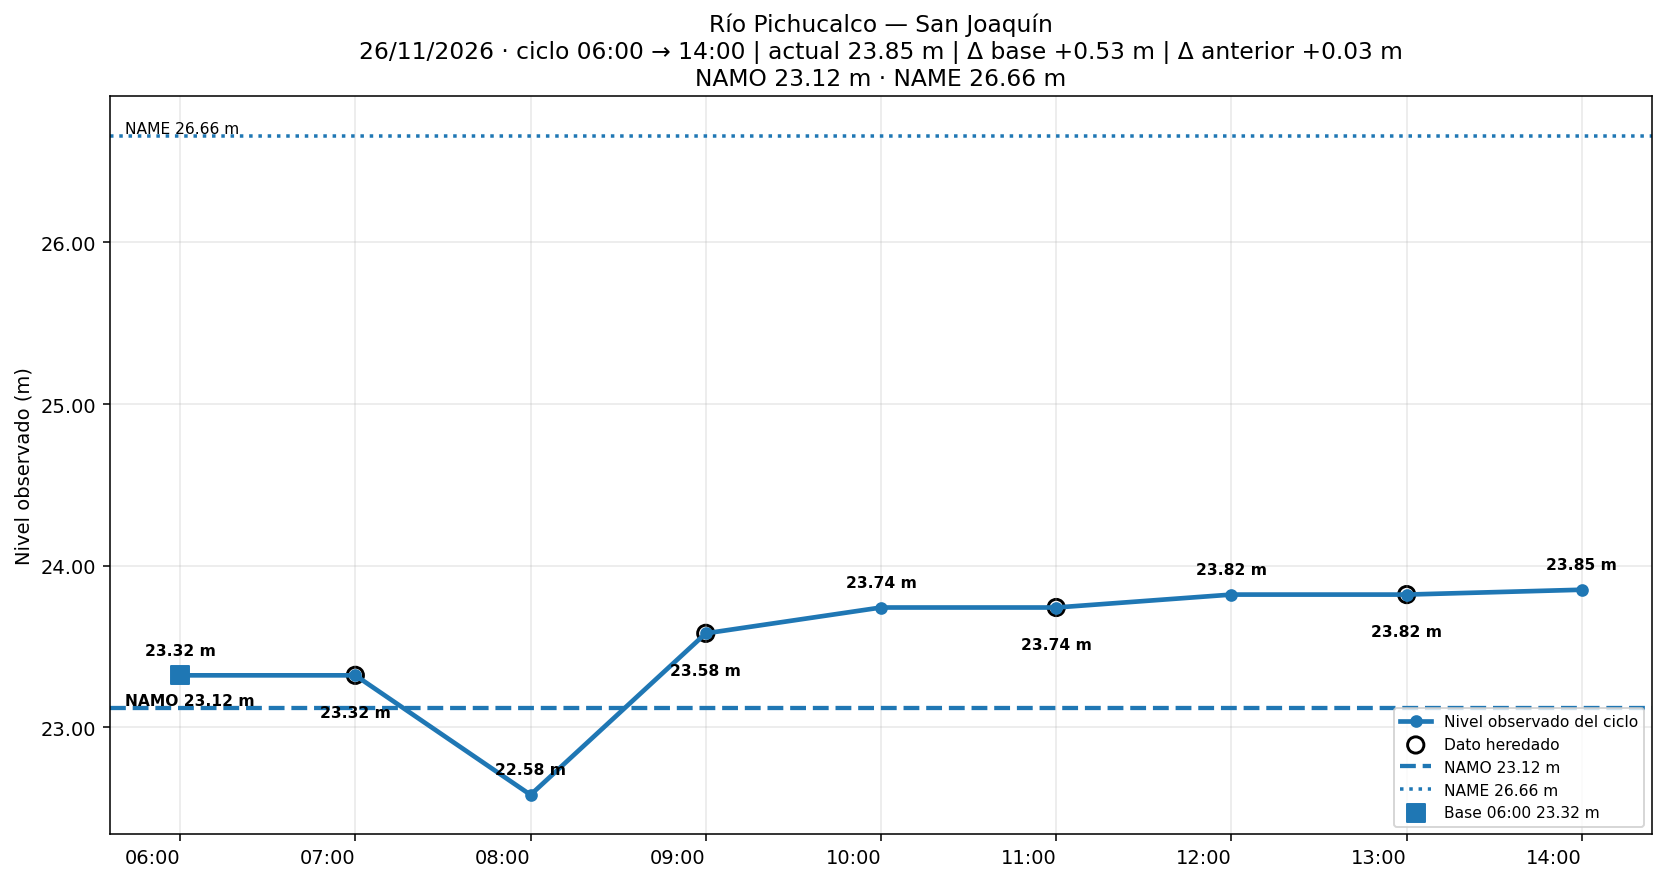 Río Pichucalco — San Joaquín
26/11/2026 · ciclo 06:00 → 14:00 | actual 23.85 m | Δ base +0.53 m | Δ anterior +0.03 m
NAMO 23.12 m · NAME 26.66 m
NAME 26.66 m
26.00
25.00
24.00
23.00
Nivel observado (m)
23.32 m
NAMO 23.12 m
23.32 m
22.58 m
23.58 m
23.74 m
23.74 m
23.82 m
23.82 m
23.85 m
Nivel observado del ciclo
Dato heredado
NAMO 23.12 m
NAME 26.66 m
Base 06:00 23.32 m
06:00
07:00
08:00
09:00
10:00
11:00
12:00
13:00
14:00